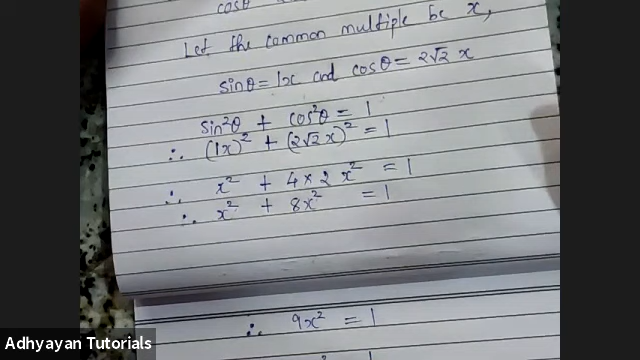 cosθ
Let the common multiple be x,
sinθ = 1x and cosθ = 2√2 x
sin²θ + cos²θ = 1
∴ (1x)² + (2√2 x)² = 1
∴ x² + 4 × 2 x² = 1
∴ x² + 8x² = 1
∴ 9x² = 1
Adhyayan Tutorials